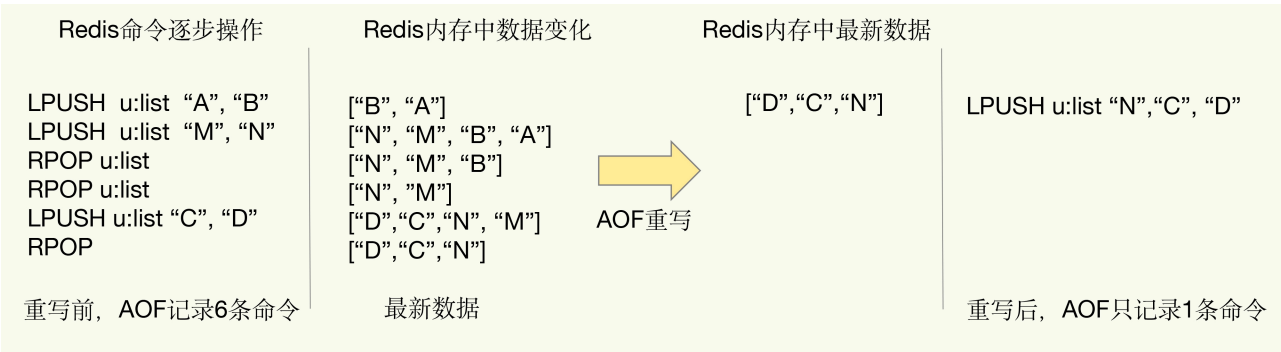 Redis命令逐步操作
LPUSH  u:list  “A”, “B”
LPUSH  u:list  “M”, “N”
RPOP u:list
RPOP u:list
LPUSH u:list “C”, “D”
RPOP
重写前，AOF记录6条命令
Redis内存中数据变化
[“B”, “A”]
[“N”, “M”, “B”, “A”]
[“N”, “M”, “B”]
[“N”, ”M”]
[“D”,“C”,“N”, “M”]
[“D”,“C”,“N”]
最新数据
AOF重写
Redis内存中最新数据
[“D”,“C”,“N”]
LPUSH u:list “N”,“C”, “D”
重写后，AOF只记录1条命令